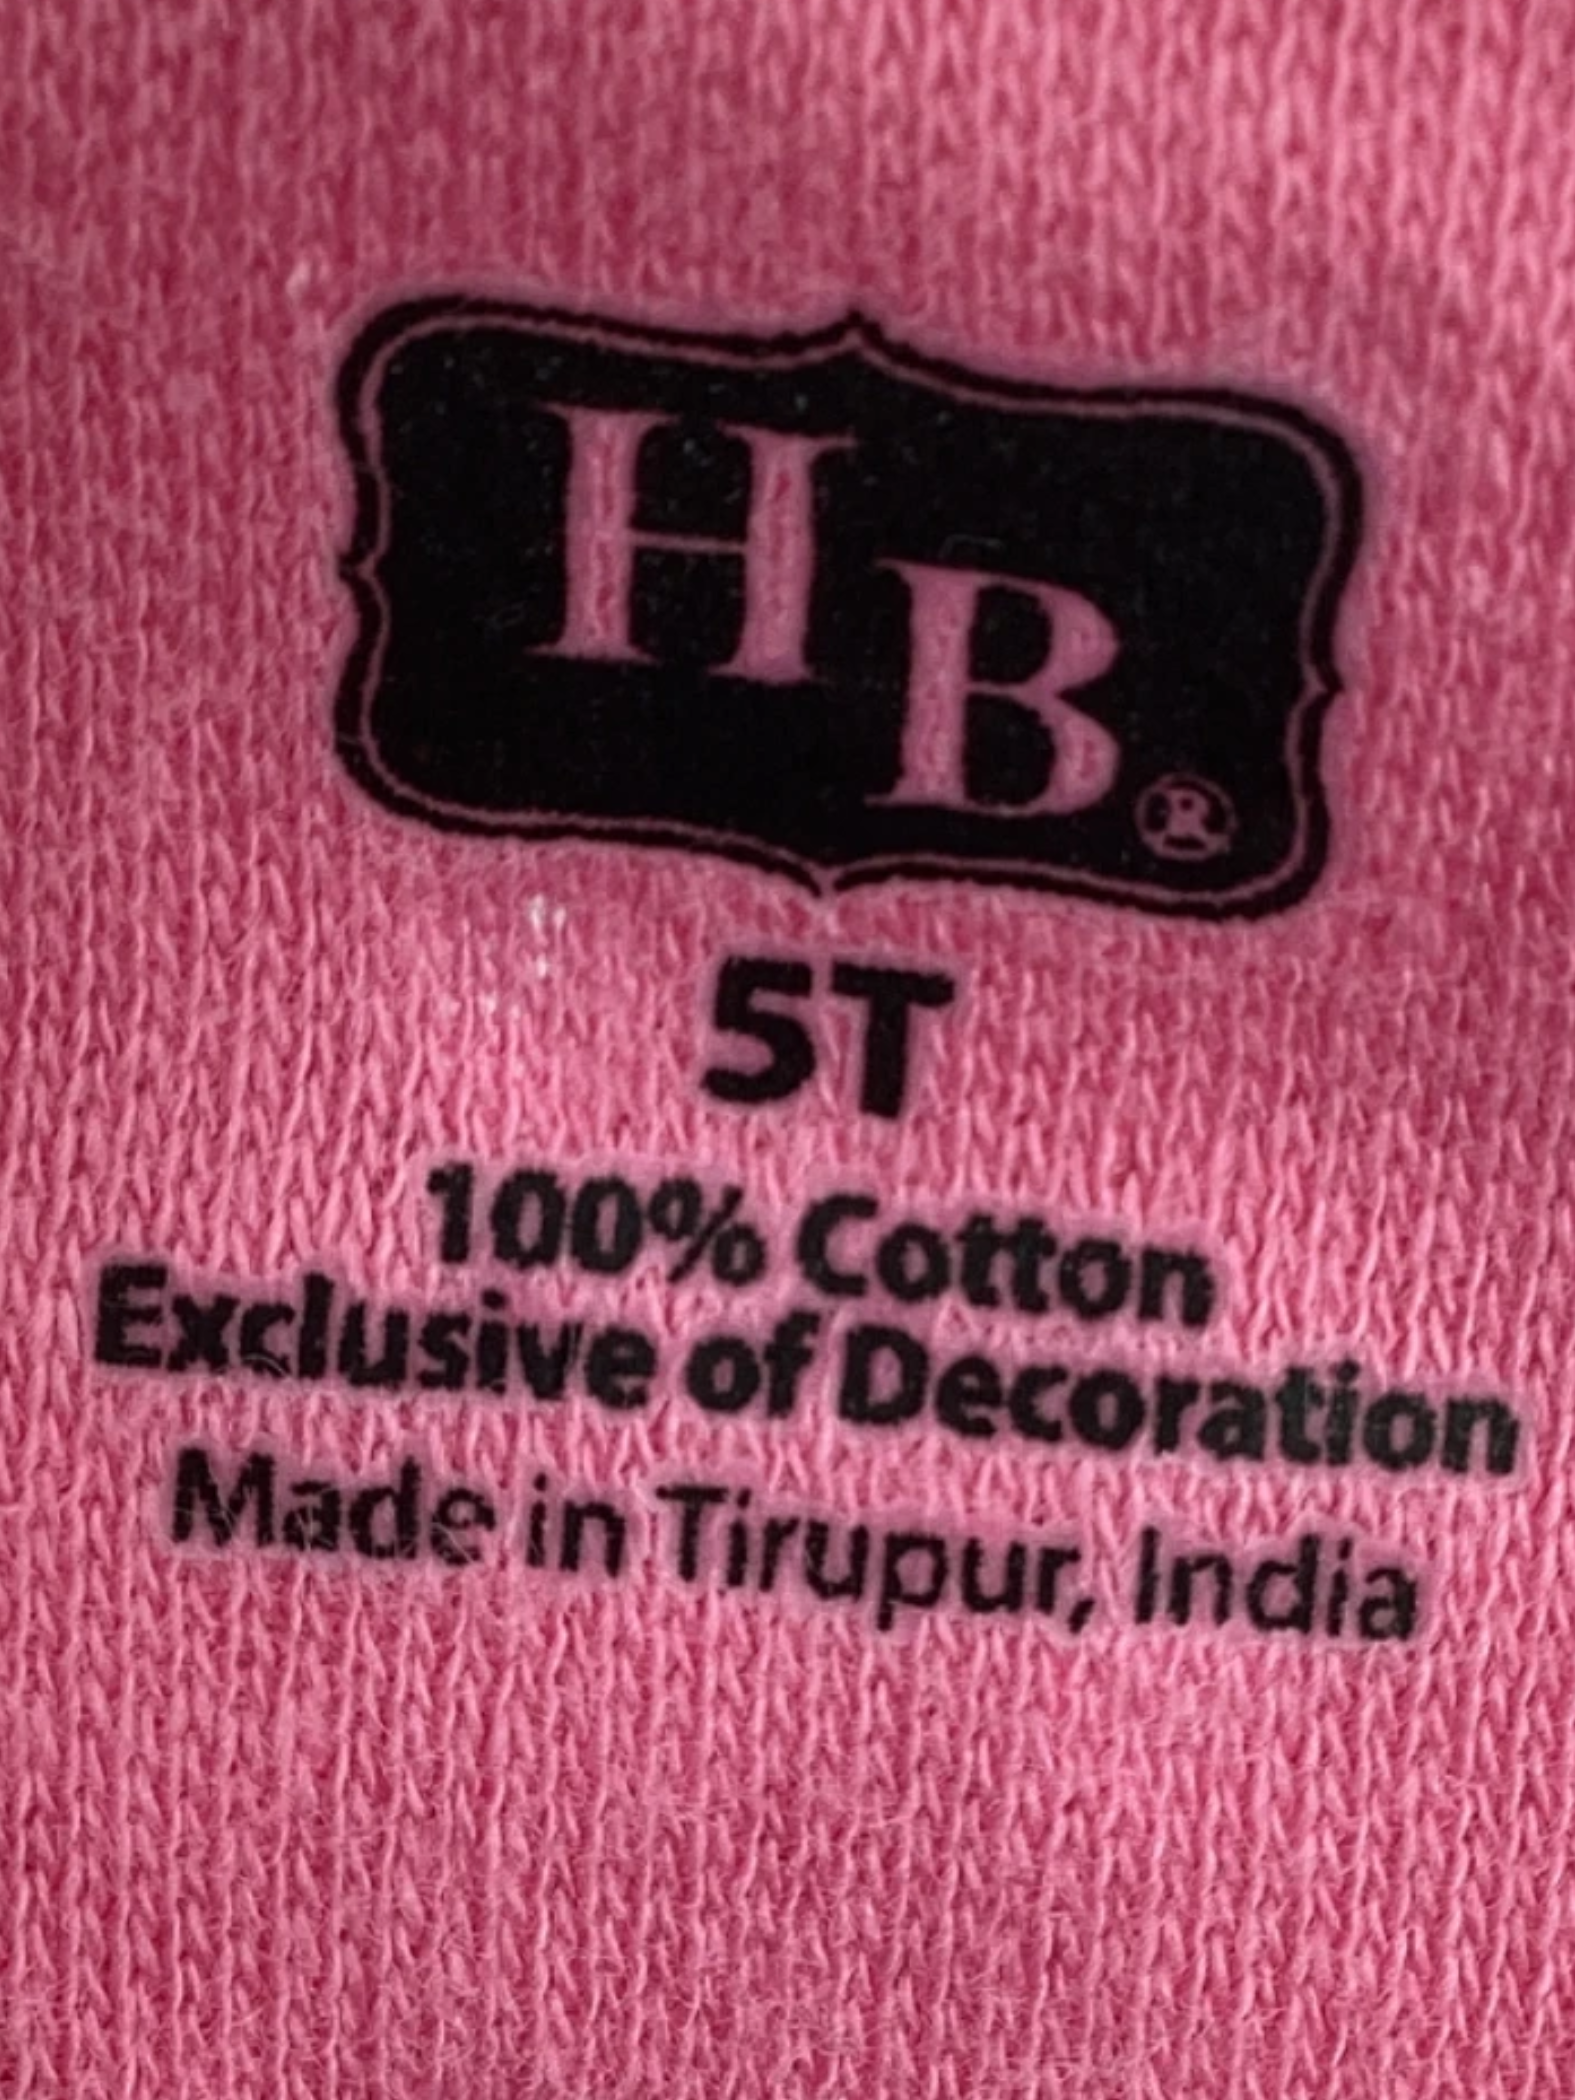 HB®
5T
100% Cotton
Exclusive of Decoration
Made in Tirupur, India